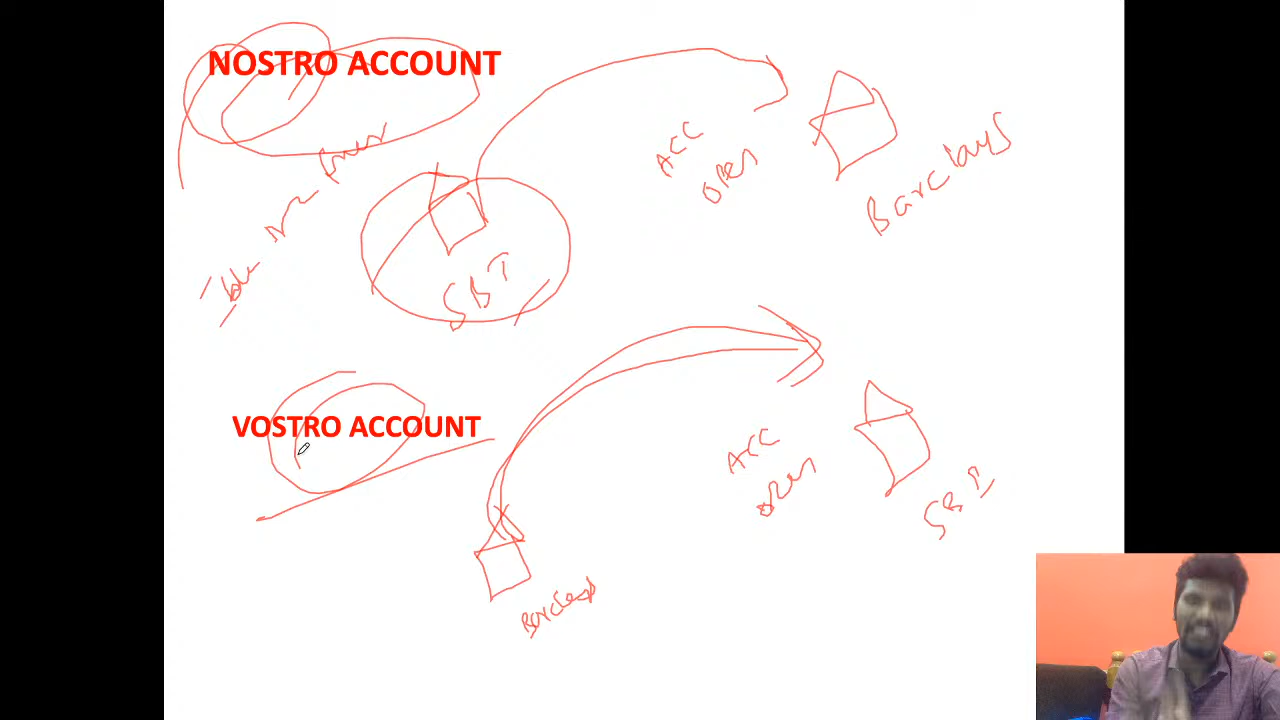 NOSTRO ACCOUNT
ACC
OPEN
Barclays
SBI
VOSTRO ACCOUNT
ACC
OPEN
SBI
Barclays